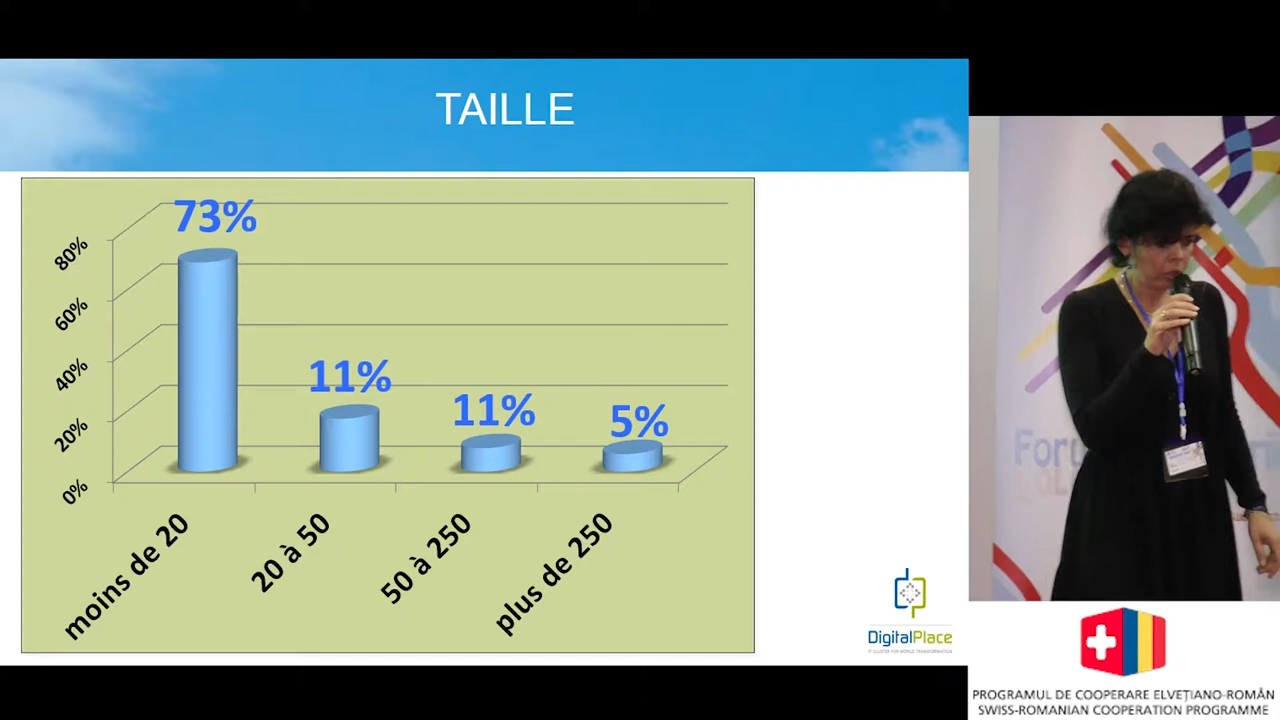 TAILLE
73%
11%
11%
5%
80%
60%
40%
20%
0%
moins de 20
20 à 50
50 à 250
plus de 250
DigitalPlace
IT CLUSTER FOR WORLD TRANSFORMATION
PROGRAMUL DE COOPERARE ELVEȚIANO-ROMÂN
SWISS-ROMANIAN COOPERATION PROGRAMME